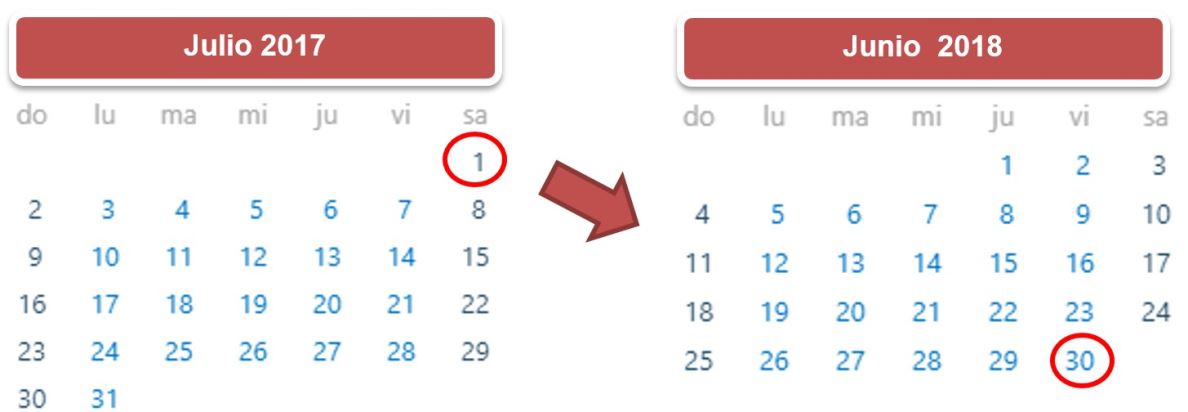 Julio 2017
do lu ma mi ju vi sa
1
2 3 4 5 6 7 8
9 10 11 12 13 14 15
16 17 18 19 20 21 22
23 24 25 26 27 28 29
30 31
Junio 2018
do lu ma mi ju vi sa
1 2 3
4 5 6 7 8 9 10
11 12 13 14 15 16 17
18 19 20 21 22 23 24
25 26 27 28 29 30